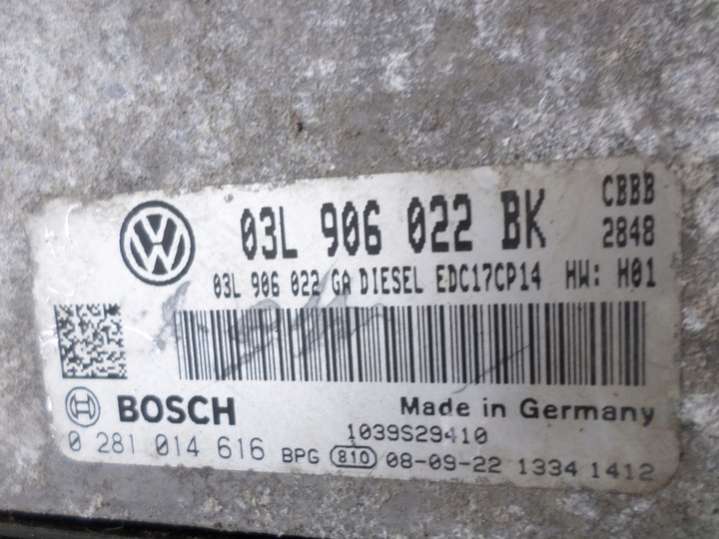 03L 906 022 BK CBBB
2848
03L 906 022 GA DIESEL EDC17CP14 HW: H01
BOSCH Made in Germany
1039S29410
0 281 014 616 BPG 810 08-09-22 1334 1412